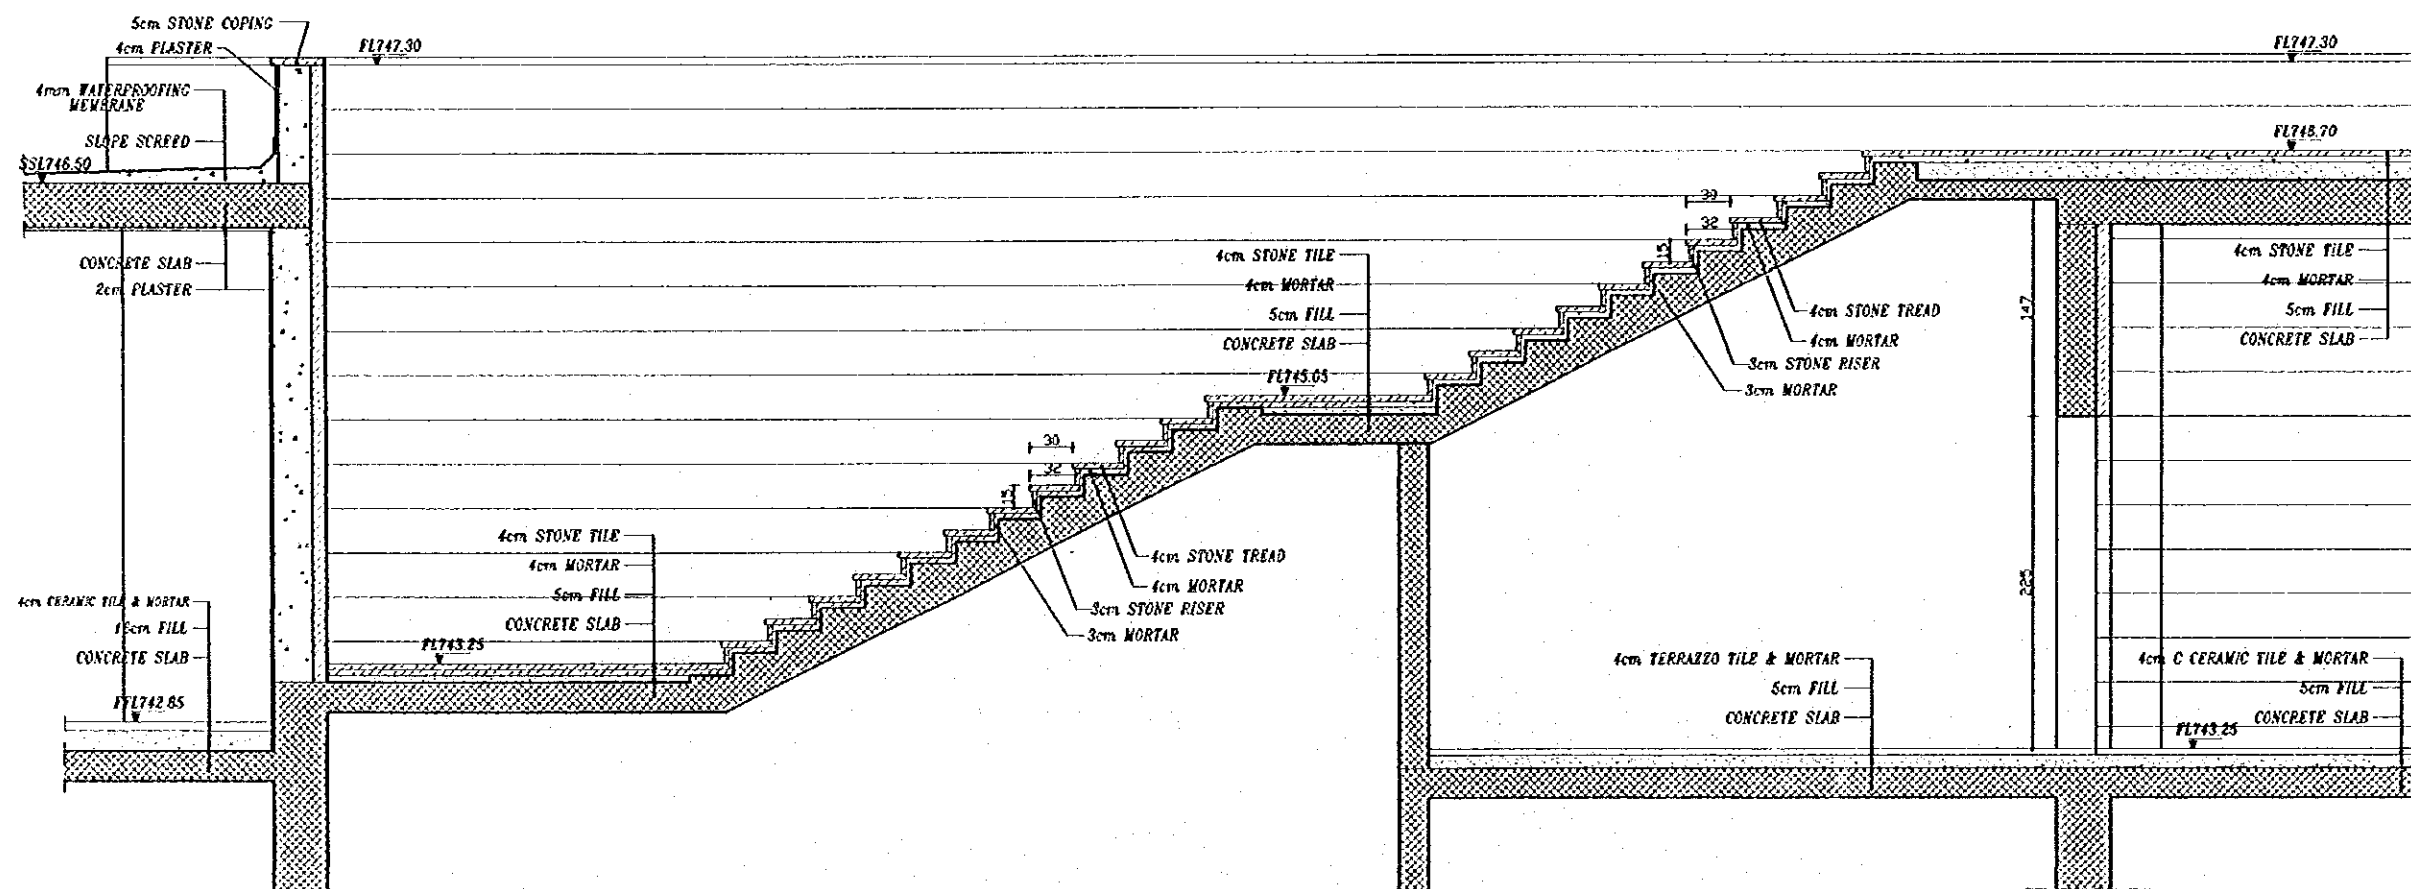 5cm STONE COPING
4cm PLASTER
FL747.30
FL747.30
4mm WATERPROOFING
MEMBRANE
SLOPE SCREED
SSL746.50
FL746.70
CONCRETE SLAB
2cm PLASTER
30
32
15
4cm STONE TILE
4cm MORTAR
5cm FILL
CONCRETE SLAB
4cm STONE TREAD
4cm MORTAR
3cm STONE RISER
3cm MORTAR
4cm STONE TILE
4cm MORTAR
5cm FILL
CONCRETE SLAB
147
FL745.05
30
32
15
4cm STONE TILE
4cm MORTAR
5cm FILL
CONCRETE SLAB
4cm STONE TREAD
4cm MORTAR
3cm STONE RISER
3cm MORTAR
225
4cm CERAMIC TILE & MORTAR
FILL
CONCRETE SLAB
FL743.25
FFL742.85
4cm TERRAZZO TILE & MORTAR
5cm FILL
CONCRETE SLAB
4cm C CERAMIC TILE & MORTAR
5cm FILL
CONCRETE SLAB
FL743.25